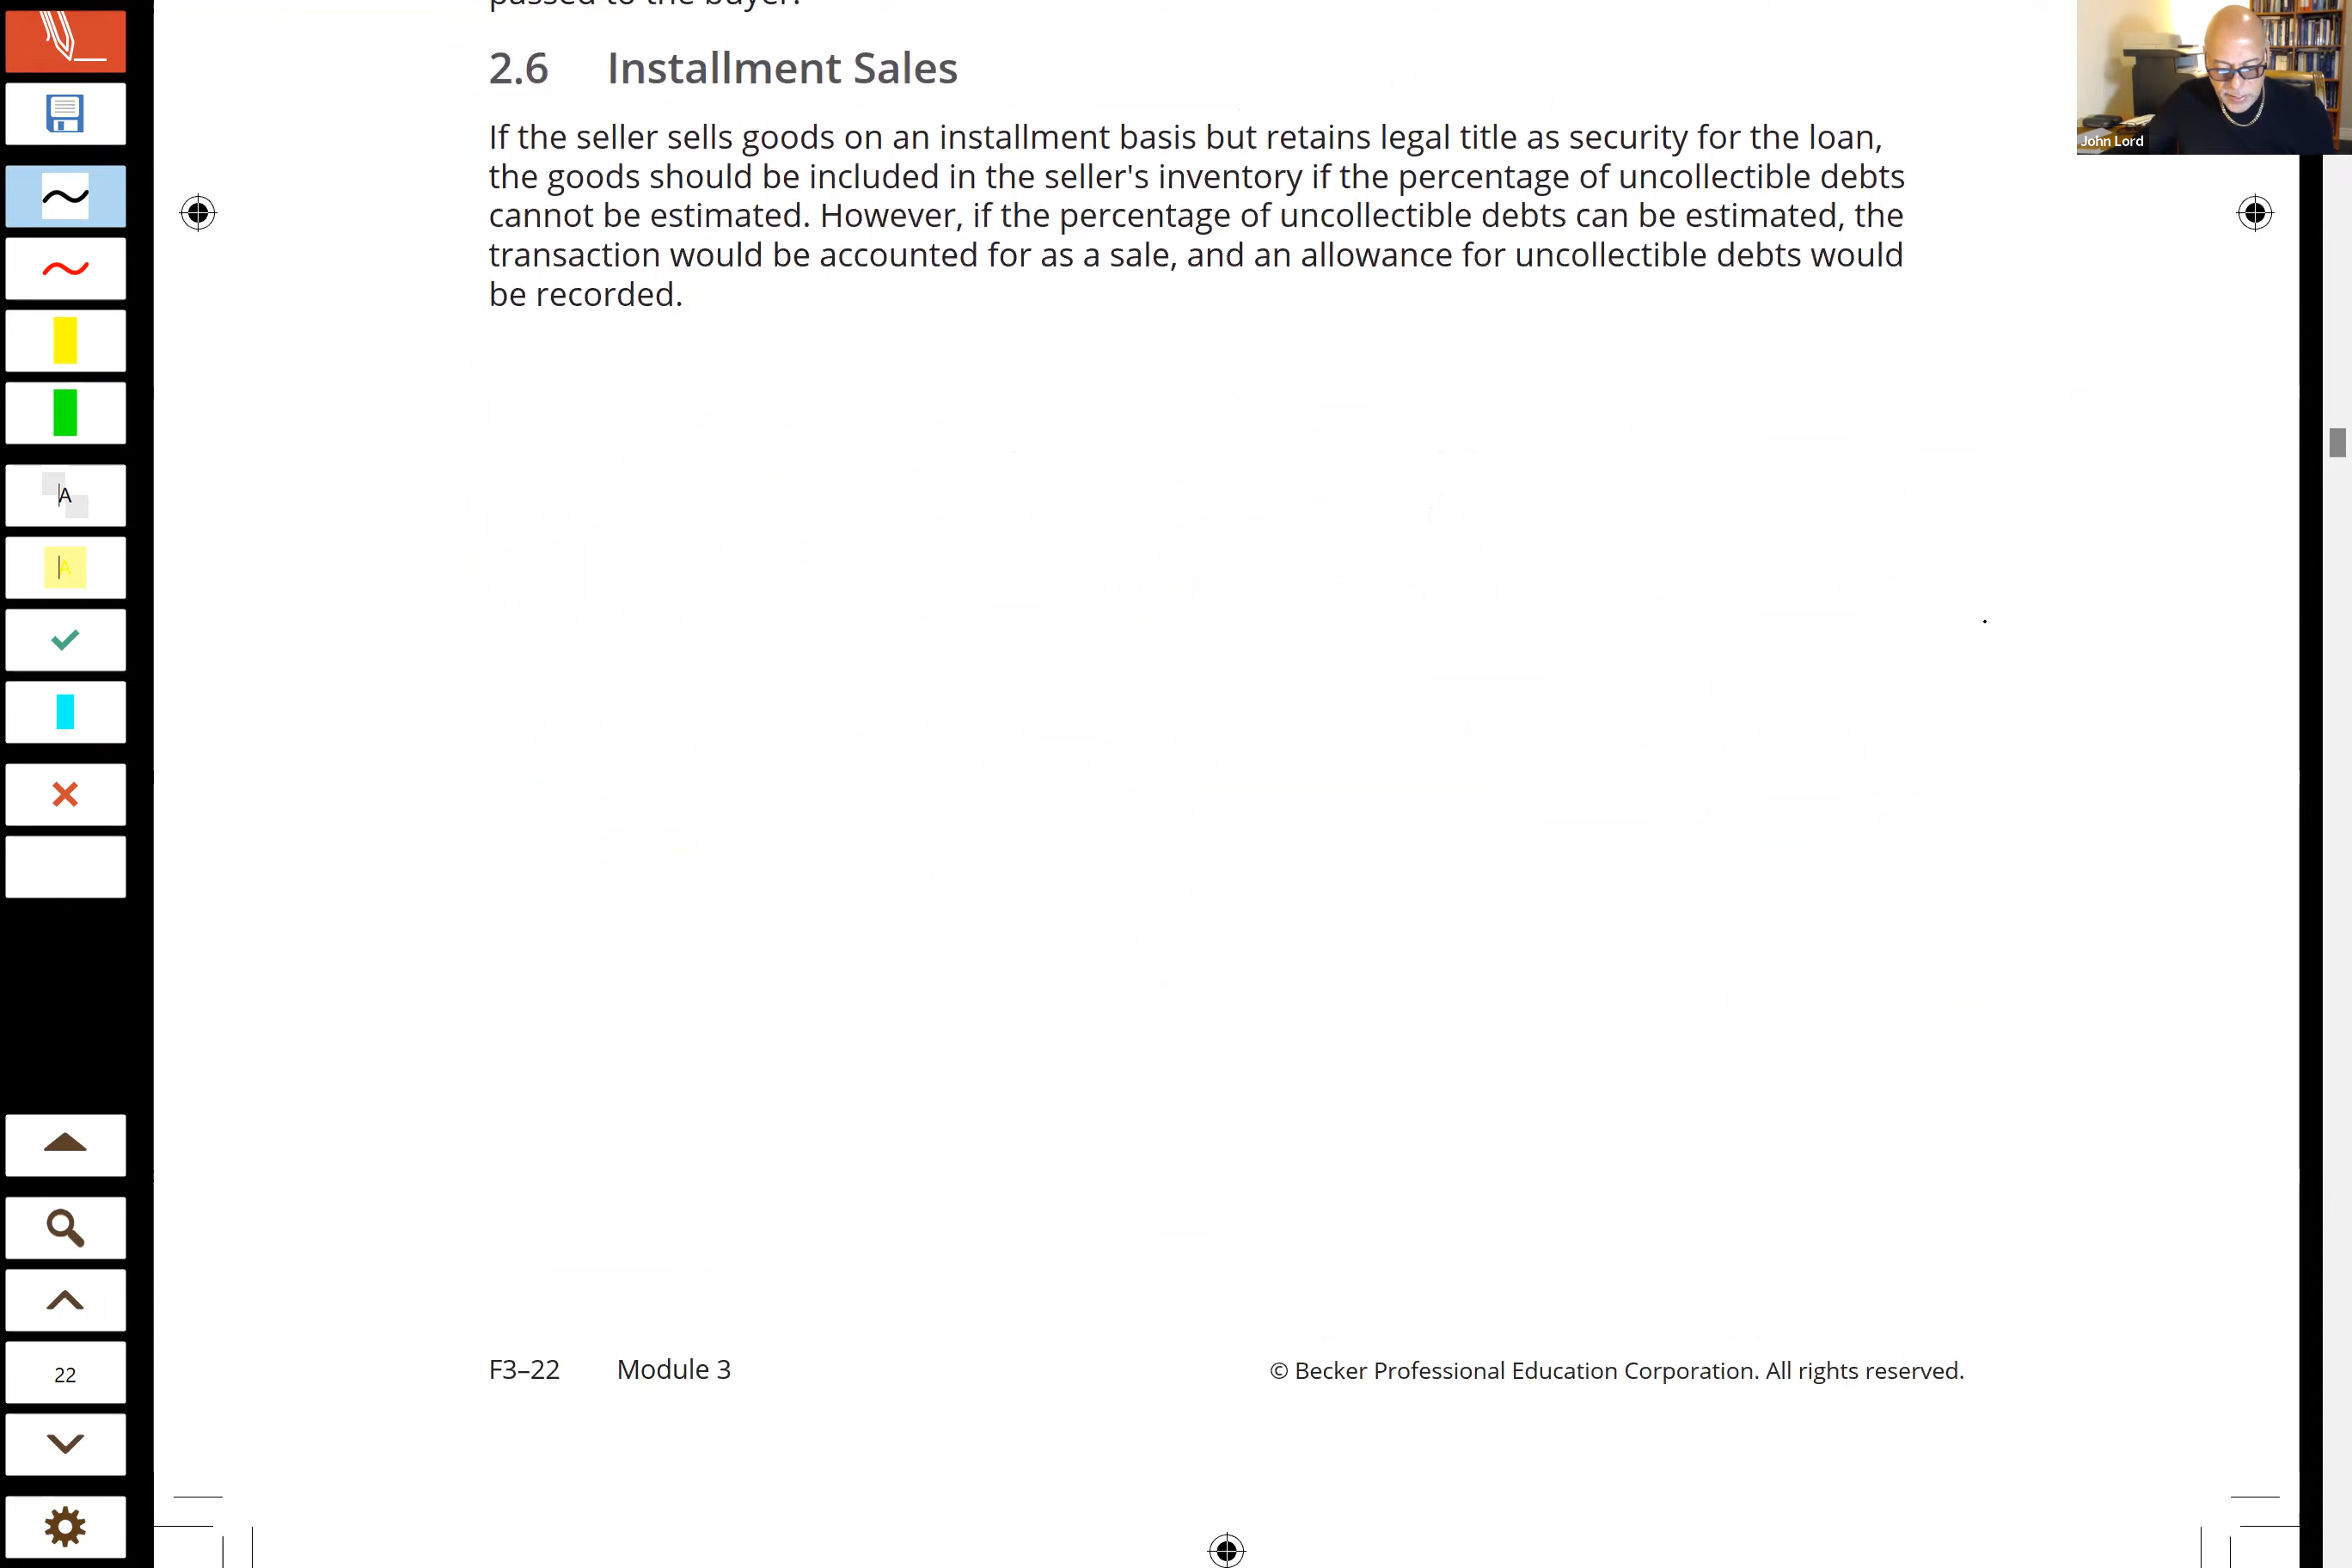 passed to the buyer.
2.6 Installment Sales
If the seller sells goods on an installment basis but retains legal title as security for the loan,
the goods should be included in the seller's inventory if the percentage of uncollectible debts
cannot be estimated. However, if the percentage of uncollectible debts can be estimated, the
transaction would be accounted for as a sale, and an allowance for uncollectible debts would
be recorded.
John Lord
A
A
22
F3–22 Module 3 © Becker Professional Education Corporation. All rights reserved.